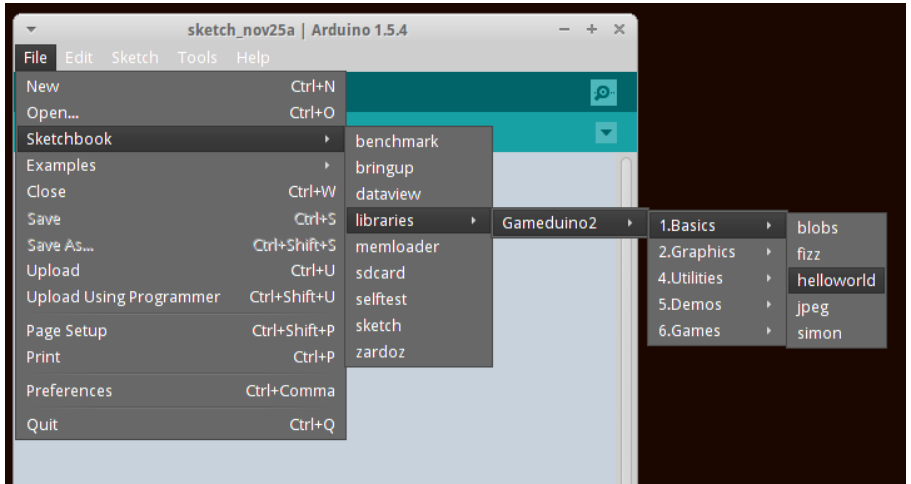 sketch_nov25a | Arduino 1.5.4
File Edit Sketch Tools Help
New Ctrl+N
Open... Ctrl+O
Sketchbook
Examples
Close Ctrl+W
Save Ctrl+S
Save As... Ctrl+Shift+S
Upload Ctrl+U
Upload Using Programmer Ctrl+Shift+U
Page Setup Ctrl+Shift+P
Print Ctrl+P
Preferences Ctrl+Comma
Quit Ctrl+Q
benchmark
bringup
dataview
libraries
memloader
sdcard
selftest
sketch
zardoz
Gameduino2
1.Basics
2.Graphics
4.Utilities
5.Demos
6.Games
blobs
fizz
helloworld
jpeg
simon